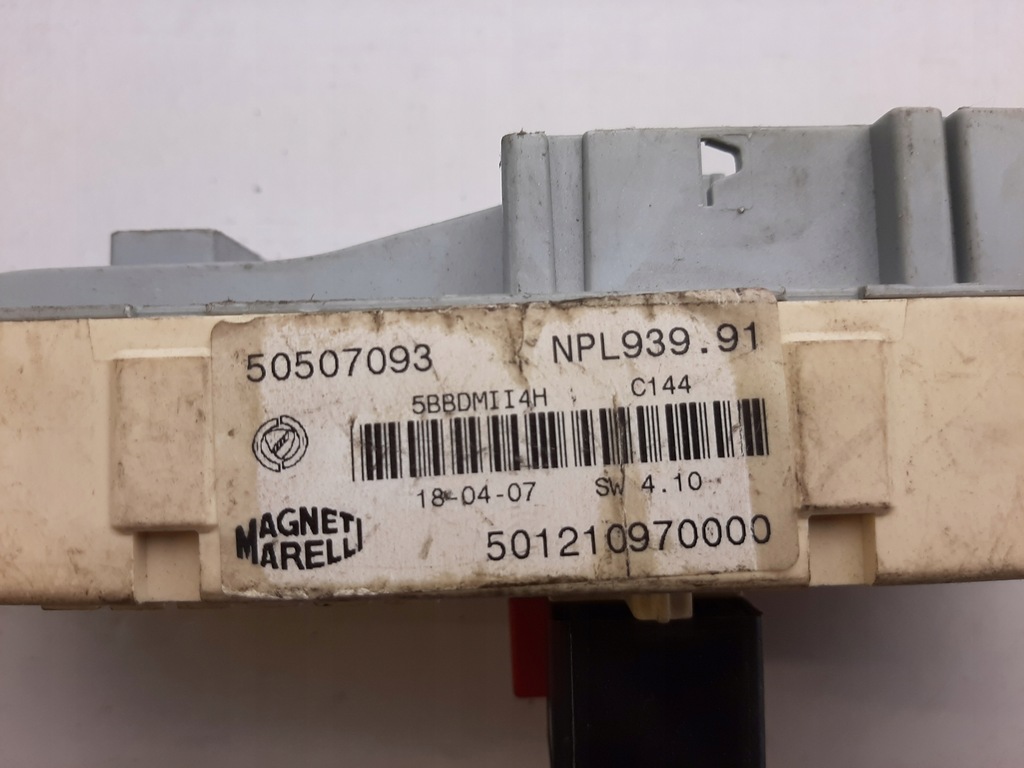 50507093 NPL939.91
5BBDMII4H C144
18-04-07 SW 4.10
MAGNETI
MARELLI
501210970000